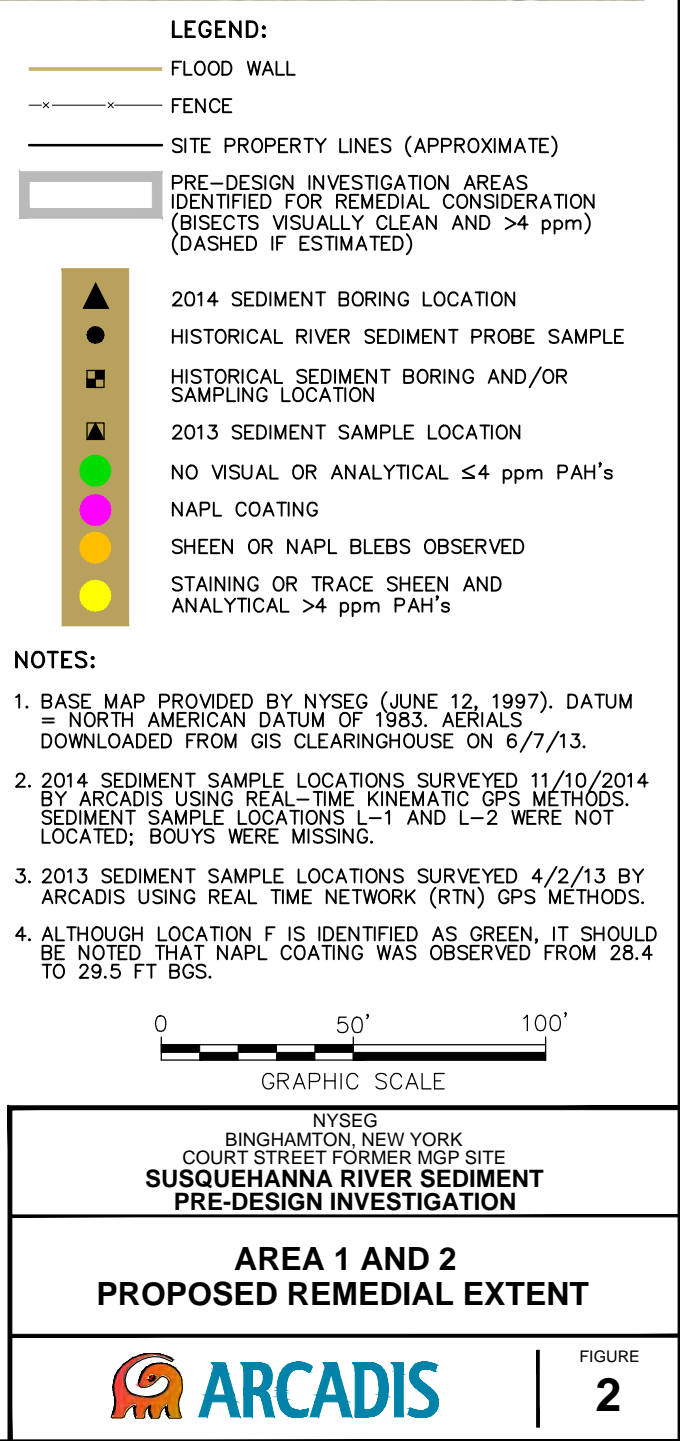 LEGEND:
FLOOD WALL
FENCE
SITE PROPERTY LINES (APPROXIMATE)
PRE-DESIGN INVESTIGATION AREAS
IDENTIFIED FOR REMEDIAL CONSIDERATION
(BISECTS VISUALLY CLEAN AND >4 ppm)
(DASHED IF ESTIMATED)
2014 SEDIMENT BORING LOCATION
HISTORICAL RIVER SEDIMENT PROBE SAMPLE
HISTORICAL SEDIMENT BORING AND/OR
SAMPLING LOCATION
2013 SEDIMENT SAMPLE LOCATION
NO VISUAL OR ANALYTICAL ≤4 ppm PAH's
NAPL COATING
SHEEN OR NAPL BLEBS OBSERVED
STAINING OR TRACE SHEEN AND
ANALYTICAL >4 ppm PAH's
NOTES:
1. BASE MAP PROVIDED BY NYSEG (JUNE 12, 1997). DATUM
= NORTH AMERICAN DATUM OF 1983. AERIALS
DOWNLOADED FROM GIS CLEARINGHOUSE ON 6/7/13.
2. 2014 SEDIMENT SAMPLE LOCATIONS SURVEYED 11/10/2014
BY ARCADIS USING REAL-TIME KINEMATIC GPS METHODS.
SEDIMENT SAMPLE LOCATIONS L-1 AND L-2 WERE NOT
LOCATED; BOUYS WERE MISSING.
3. 2013 SEDIMENT SAMPLE LOCATIONS SURVEYED 4/2/13 BY
ARCADIS USING REAL TIME NETWORK (RTN) GPS METHODS.
4. ALTHOUGH LOCATION F IS IDENTIFIED AS GREEN, IT SHOULD
BE NOTED THAT NAPL COATING WAS OBSERVED FROM 28.4
TO 29.5 FT BGS.
0 50' 100'
GRAPHIC SCALE
NYSEG
BINGHAMTON, NEW YORK
COURT STREET FORMER MGP SITE
SUSQUEHANNA RIVER SEDIMENT
PRE-DESIGN INVESTIGATION
AREA 1 AND 2
PROPOSED REMEDIAL EXTENT
ARCADIS
FIGURE
2